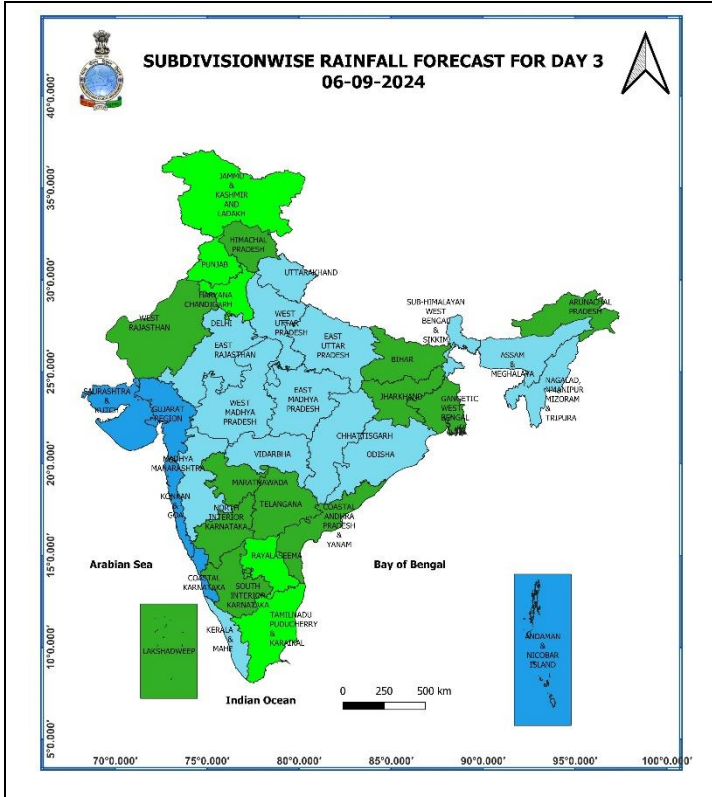 SUBDIVISIONWISE RAINFALL FORECAST FOR DAY 3
06-09-2024
40°0.000'
35°0.000'
30°0.000'
25°0.000'
20°0.000'
15°0.000'
10°0.000'
5°0.000'
JAMMU
&
KASHMIR
AND
LADAKH
HIMACHAL
PRADESH
PUNJAB
UTTARAKHAND
HARYANA
CHANDIGARH
&
DELHI
WEST
RAJASTHAN
WEST
UTTAR
PRADESH
EAST
RAJASTHAN
EAST
UTTAR
PRADESH
SUB-HIMALAYAN
WEST
BENGAL
&
SIKKIM
ARUNACHAL
PRADESH
BIHAR
ASSAM
&
MEGHALAYA
NAGALAD,
MANIPUR
MIZORAM
&
TRIPURA
SAURASHTRA
&
KUTCH
GUJARAT
REGION
WEST
MADHYA
PRADESH
EAST
MADHYA
PRADESH
JHARKHAND
GANGETIC
WEST
BENGAL
CHHATTISGARH
ODISHA
VIDARBHA
MADHYA
MAHARASHTRA
MARATHWADA
KONKAN
&
GOA
NORTH
INTERIOR
KARNATAKA
TELANGANA
COASTAL
ANDHRA
PRADESH
&
YANAM
RAYALASEEMA
Arabian Sea
Bay of Bengal
COASTAL
KARNATAKA
SOUTH
INTERIOR
KARNATAKA
TAMILNADU
PUDUCHERRY
&
KARAIKAL
KERALA
&
MAHE
LAKSHADWEEP
ANDAMAN
&
NICOBAR
ISLAND
Indian Ocean
0 250 500 km
70°0.000' 75°0.000' 80°0.000' 85°0.000' 90°0.000' 95°0.000' 100°0.000'